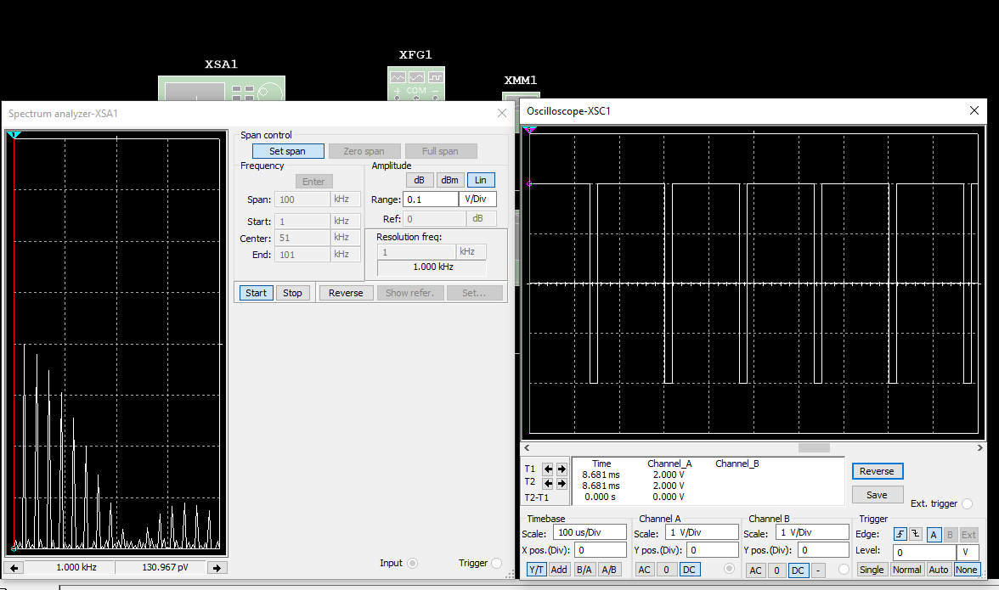 XFG1
XSA1
XMM1
+ COM −
Spectrum analyzer-XSA1
Oscilloscope-XSC1
Span control
Set span Zero span Full span
Frequency
Enter
Span: 100 kHz
Start: 1 kHz
Center: 51 kHz
End: 101 kHz
Amplitude
dB dBm Lin
Range: 0.1 V/Div
Ref: 0 dB
Resolution freq:
1 kHz
1.000 kHz
Start Stop Reverse Show refer. Set...
1.000 kHz 130.967 pV
Input Trigger
Time Channel_A Channel_B
T1 8.681 ms 2.000 V
T2 8.681 ms 2.000 V
T2-T1 0.000 s 0.000 V
Reverse
Save
Ext. trigger
Timebase
Scale: 100 us/Div
X pos.(Div): 0
Y/T Add B/A A/B
Channel A
Scale: 1 V/Div
Y pos.(Div): 0
AC 0 DC
Channel B
Scale: 1 V/Div
Y pos.(Div): 0
AC 0 DC -
Trigger
Edge: A B Ext
Level: 0 V
Single Normal Auto None